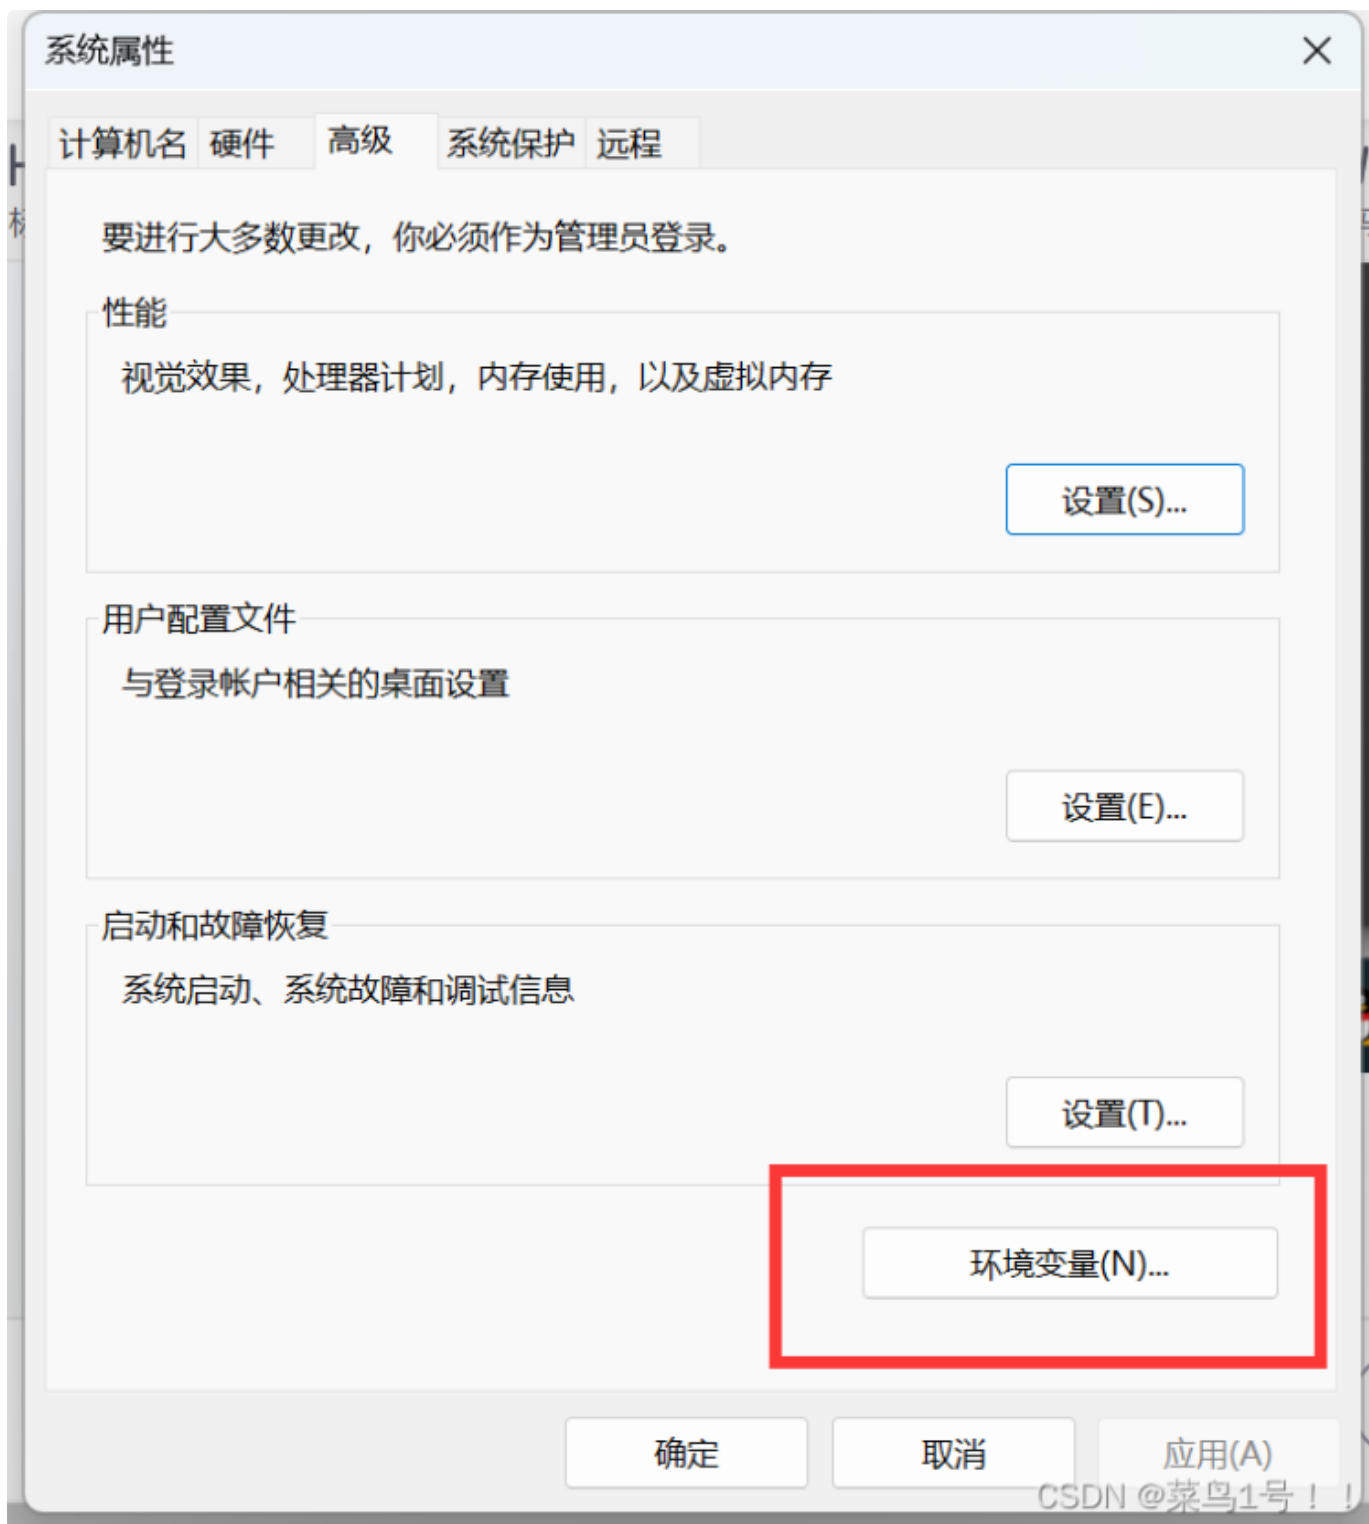 系统属性
计算机名 硬件 高级 系统保护 远程
要进行大多数更改，你必须作为管理员登录。
性能
视觉效果，处理器计划，内存使用，以及虚拟内存
设置(S)...
用户配置文件
与登录帐户相关的桌面设置
设置(E)...
启动和故障恢复
系统启动、系统故障和调试信息
设置(T)...
环境变量(N)...
确定 取消 应用(A)
CSDN @菜鸟1号！！